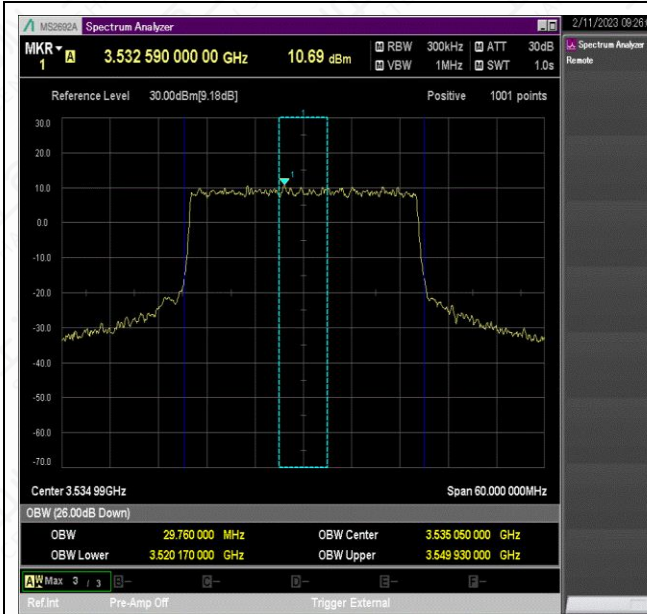 MS2692A Spectrum Analyzer
2/11/2023 09:26:
MKR 1 A 3.532 590 000 00 GHz 10.69 dBm
M RBW 300kHz M ATT 30dB
M VBW 1MHz M SWT 1.0s
Spectrum Analyzer
Remote
Reference Level 30.00dBm[9.18dB] Positive 1001 points
30.0
20.0
10.0
1
0.0
-10.0
-20.0
-30.0
-40.0
-50.0
-60.0
-70.0
Center 3.534 99GHz Span 60.000 000MHz
OBW (26.00dB Down)
OBW 29.760 000 MHz OBW Center 3.535 050 000 GHz
OBW Lower 3.520 170 000 GHz OBW Upper 3.549 930 000 GHz
A W Max 3 / 3 B- C- D- E- F-
Ref.Int Pre-Amp Off Trigger External